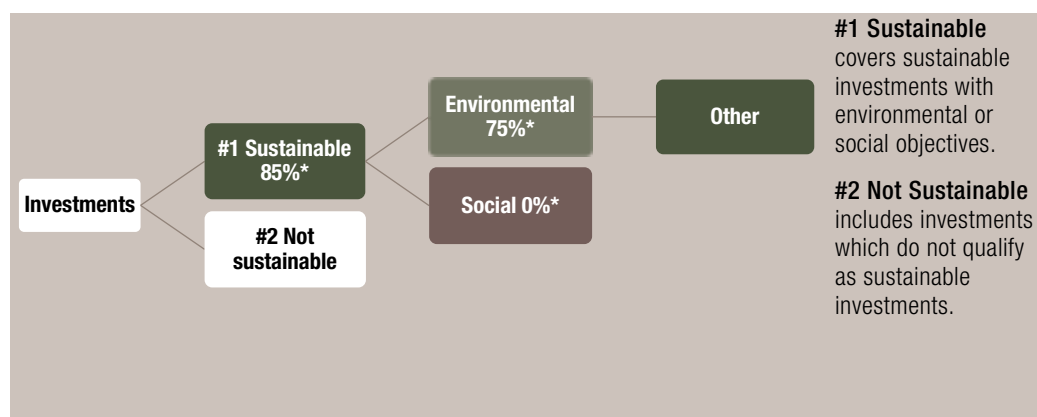 Investments
#1 Sustainable
85%*
#2 Not
sustainable
Environmental
75%*
Social 0%*
Other
#1 Sustainable
covers sustainable
investments with
environmental or
social objectives.
#2 Not Sustainable
includes investments
which do not qualify
as sustainable
investments.